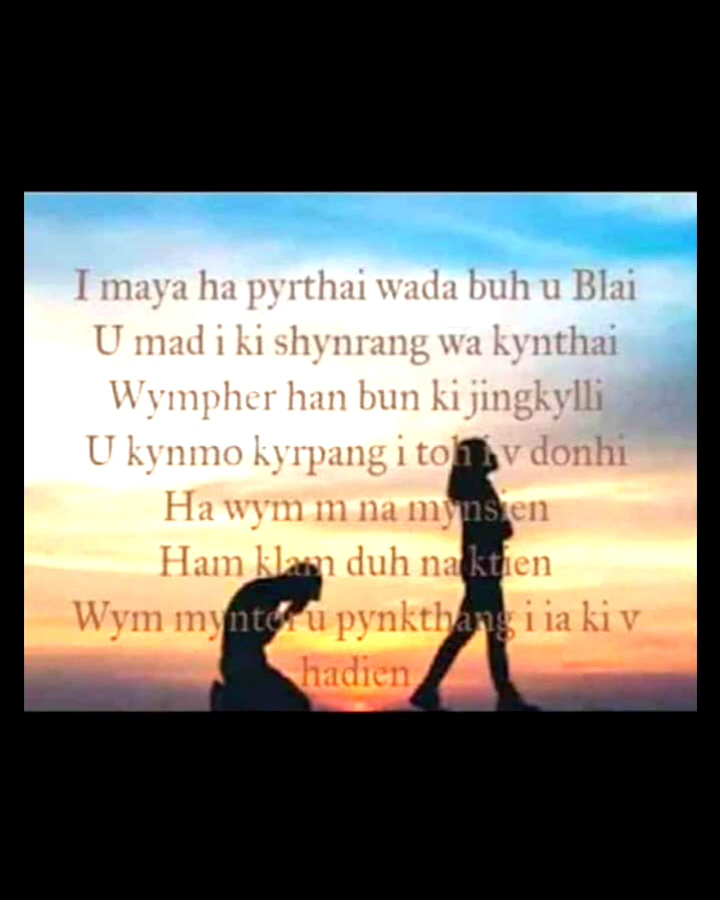 I maya ha pyrthai wada buh u Blai
U mad i ki shynrang wa kynthai
Wympher han bun ki jingkylli
U kynmo kyrpang i toh i v donhi
Ha wym m na mynsien
Ham klam duh na ktien
Wym myntoi u pynkthang i ia ki v
hadien